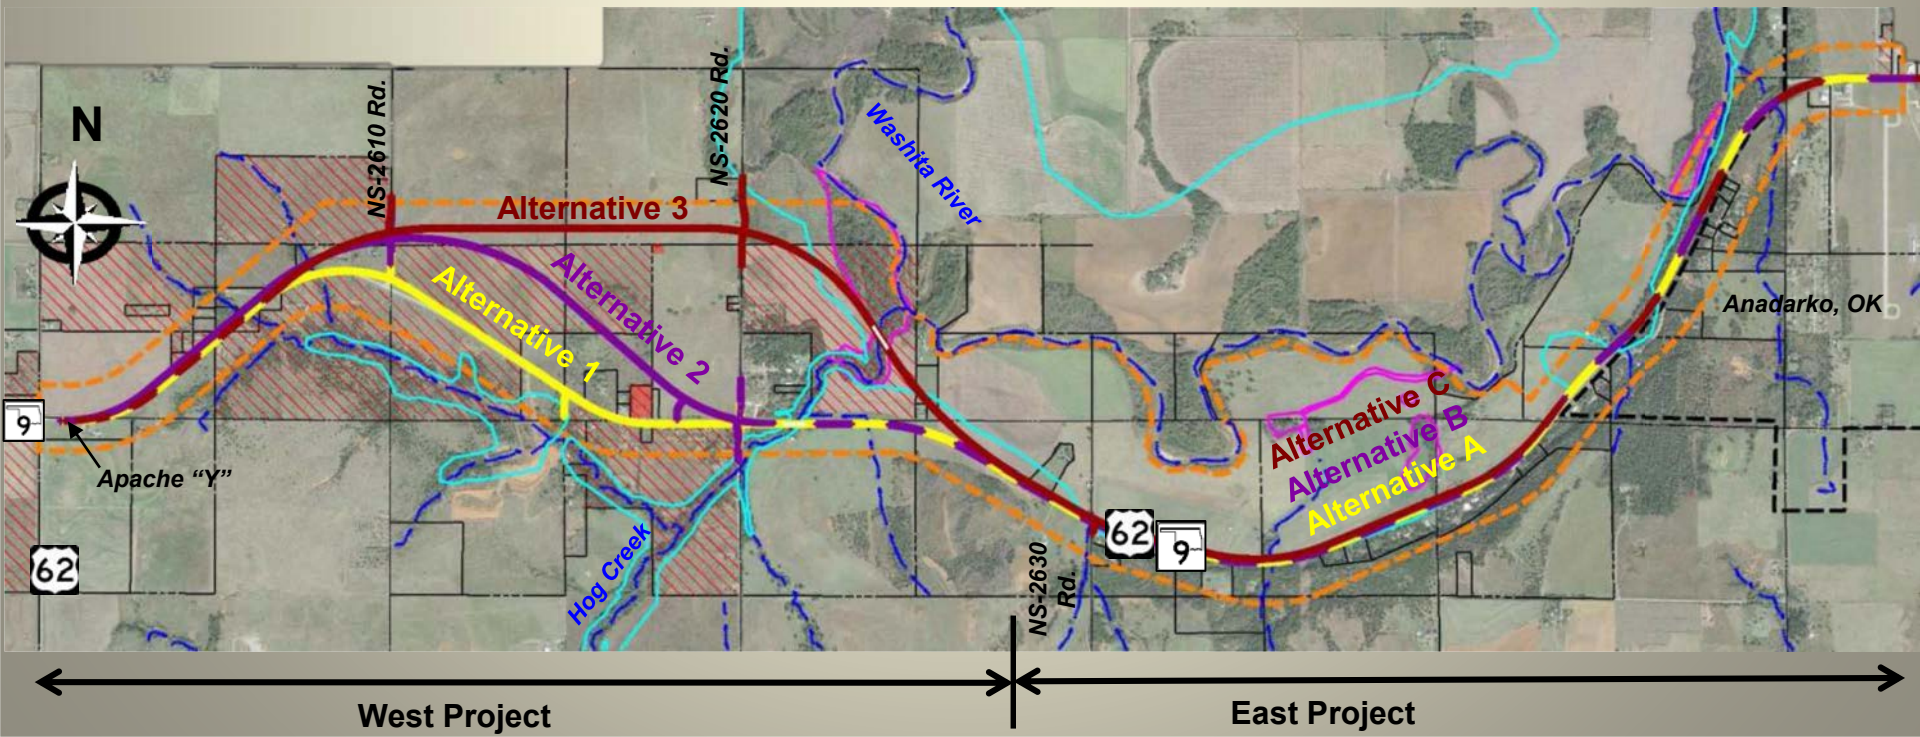 N
NS-2610 Rd.
NS-2620 Rd.
Washita River
Alternative 3
Alternative 2
Alternative 1
Anadarko, OK
9
Apache “Y”
62
Hog Creek
NS-2630
Rd.
62
9
Alternative C
Alternative B
Alternative A
West Project
East Project